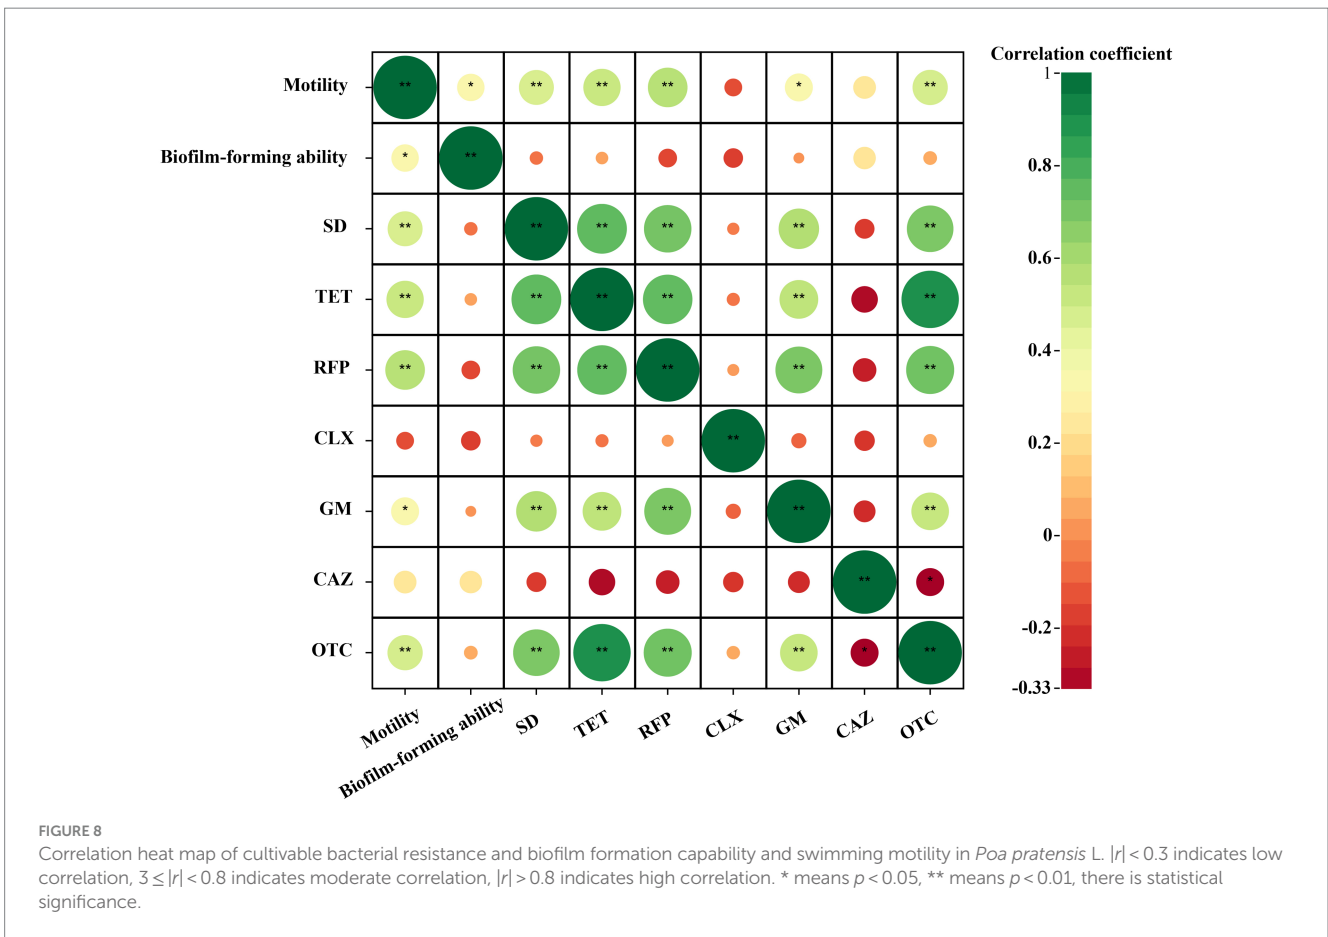 Correlation coefficient
Motility ** * ** ** ** * ** 1
Biofilm-forming ability * ** 0.8
SD ** ** ** ** ** **
TET ** ** ** ** ** ** 0.6
RFP ** ** ** ** ** ** 0.4
CLX ** 0.2
GM * ** ** ** ** ** 0
CAZ ** * -0.2
OTC ** ** ** ** ** * ** -0.33
Motility Biofilm-forming ability SD TET RFP CLX GM CAZ OTC
FIGURE 8
Correlation heat map of cultivable bacterial resistance and biofilm formation capability and swimming motility in Poa pratensis L. |r| < 0.3 indicates low
correlation, 3 ≤ |r| < 0.8 indicates moderate correlation, |r| > 0.8 indicates high correlation. * means p < 0.05, ** means p < 0.01, there is statistical
significance.